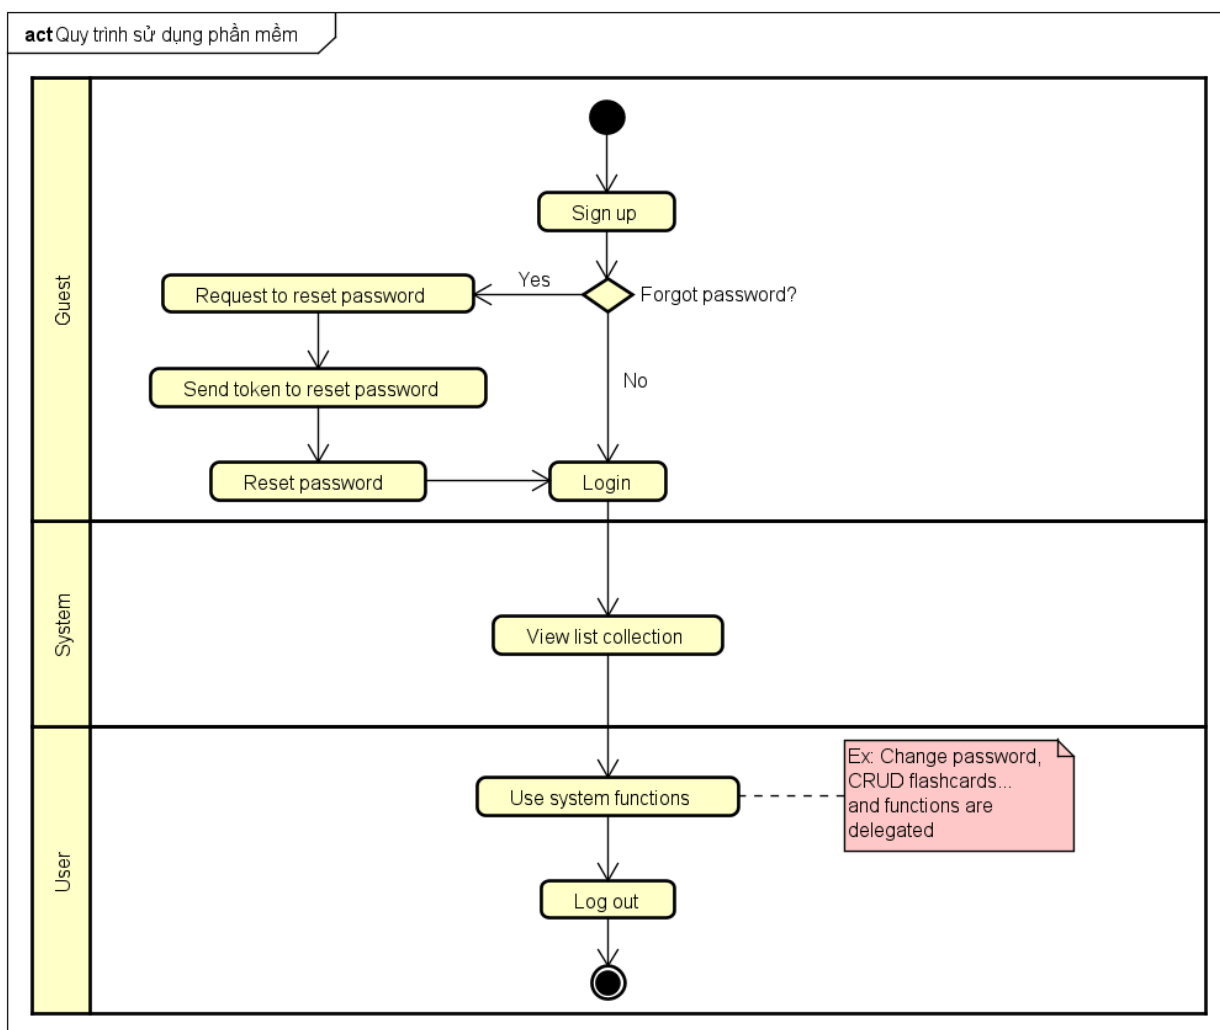 act Quy trình sử dụng phần mềm
Guest
Sign up
Yes
Forgot password?
Request to reset password
No
Send token to reset password
Reset password
Login
System
View list collection
User
Use system functions
Ex: Change password,
CRUD flashcards...
and functions are
delegated
Log out